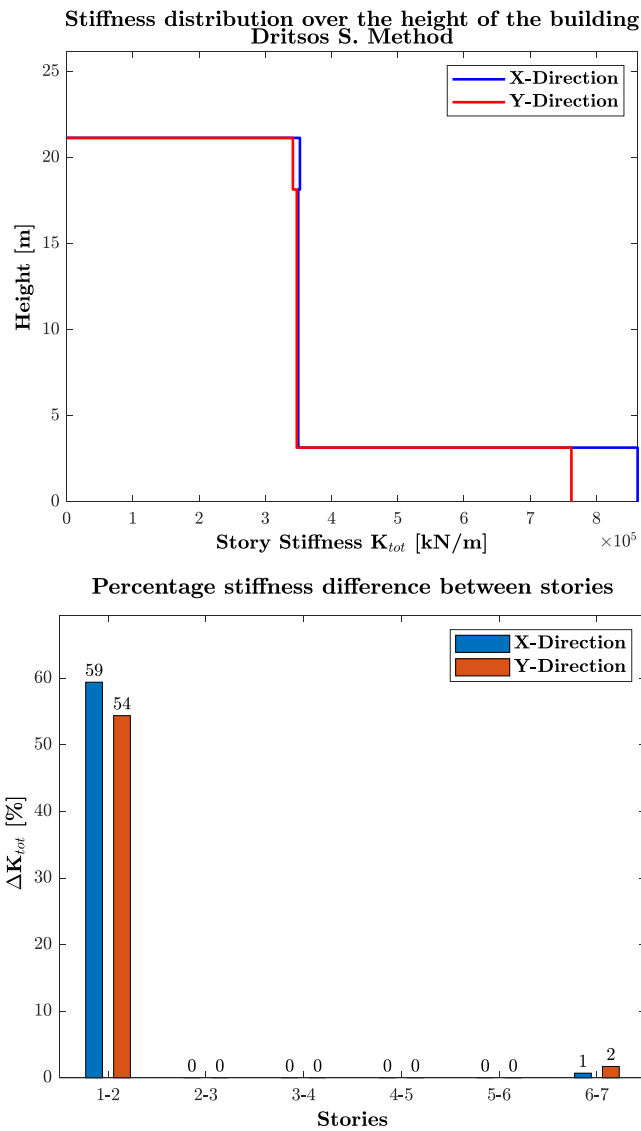 Stiffness distribution over the height of the building
Dritsos S. Method
25
20
15
10
5
0
Height [m]
X-Direction
Y-Direction
0 1 2 3 4 5 6 7 8
×10⁵
Story Stiffness K_tot [kN/m]
Percentage stiffness difference between stories
60
50
40
30
20
10
0
ΔK_tot [%]
X-Direction
Y-Direction
59 54
0 0 0 0 0 0 0 0 1 2
1-2 2-3 3-4 4-5 5-6 6-7
Stories